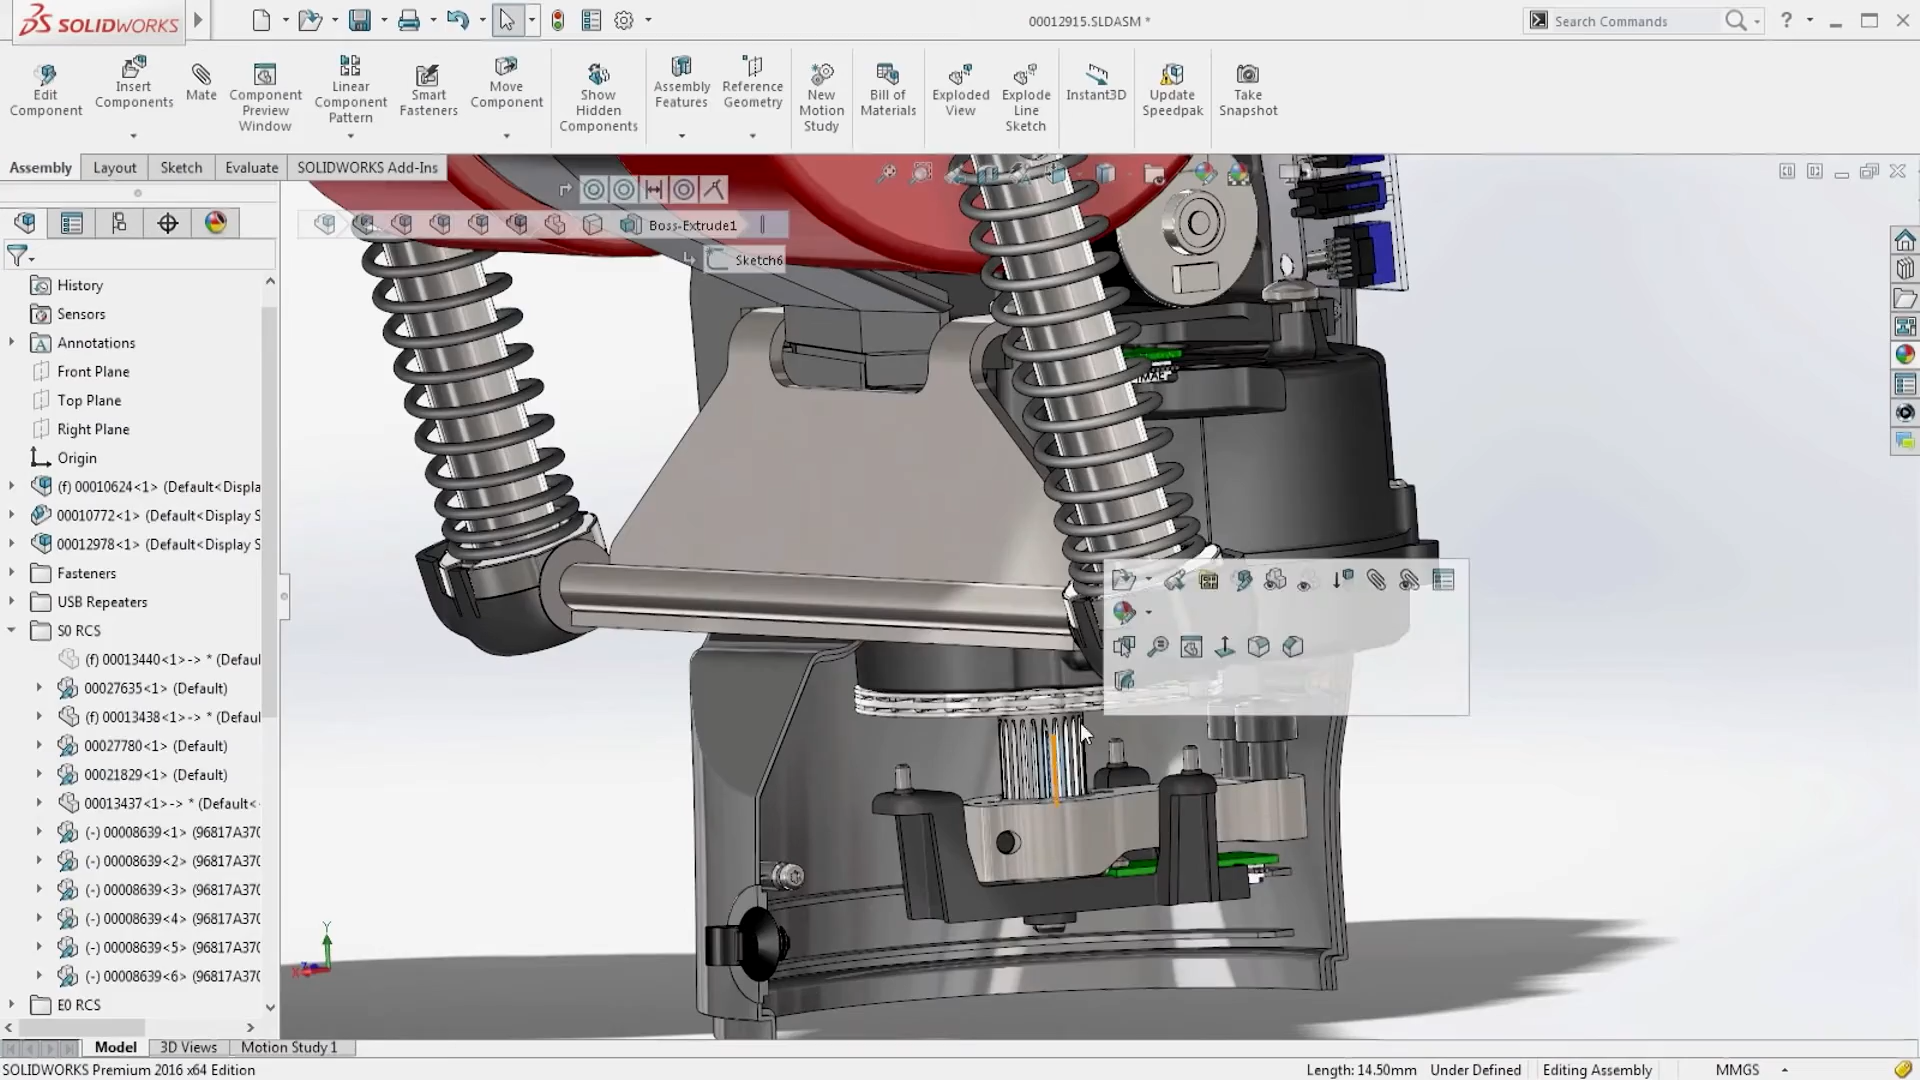 SOLIDWORKS
00012915.SLDASM *
Search Commands
?
Edit Component
Insert Components
Mate
Component Preview Window
Linear Component Pattern
Smart Fasteners
Move Component
Show Hidden Components
Assembly Features
Reference Geometry
New Motion Study
Bill of Materials
Exploded View
Explode Line Sketch
Instant3D
Update Speedpak
Take Snapshot
Assembly
Layout
Sketch
Evaluate
SOLIDWORKS Add-Ins
Boss-Extrude1
Sketch6
History
Sensors
Annotations
Front Plane
Top Plane
Right Plane
Origin
(f) 00010624<1> (Default<Displa
00010772<1> (Default<Display S
00012978<1> (Default<Display S
Fasteners
USB Repeaters
S0 RCS
(f) 00013440<1>-> * (Defaul
00027635<1> (Default)
(f) 00013438<1>-> * (Defaul
00027780<1> (Default)
00021829<1> (Default)
00013437<1>-> * (Default<
(-) 00008639<1> (96817A370
(-) 00008639<2> (96817A370
(-) 00008639<3> (96817A370
(-) 00008639<4> (96817A370
(-) 00008639<5> (96817A370
(-) 00008639<6> (96817A370
E0 RCS
Y
X
Z
Model
3D Views
Motion Study 1
SOLIDWORKS Premium 2016 x64 Edition
Length: 14.50mm
Under Defined
Editing Assembly
MMGS